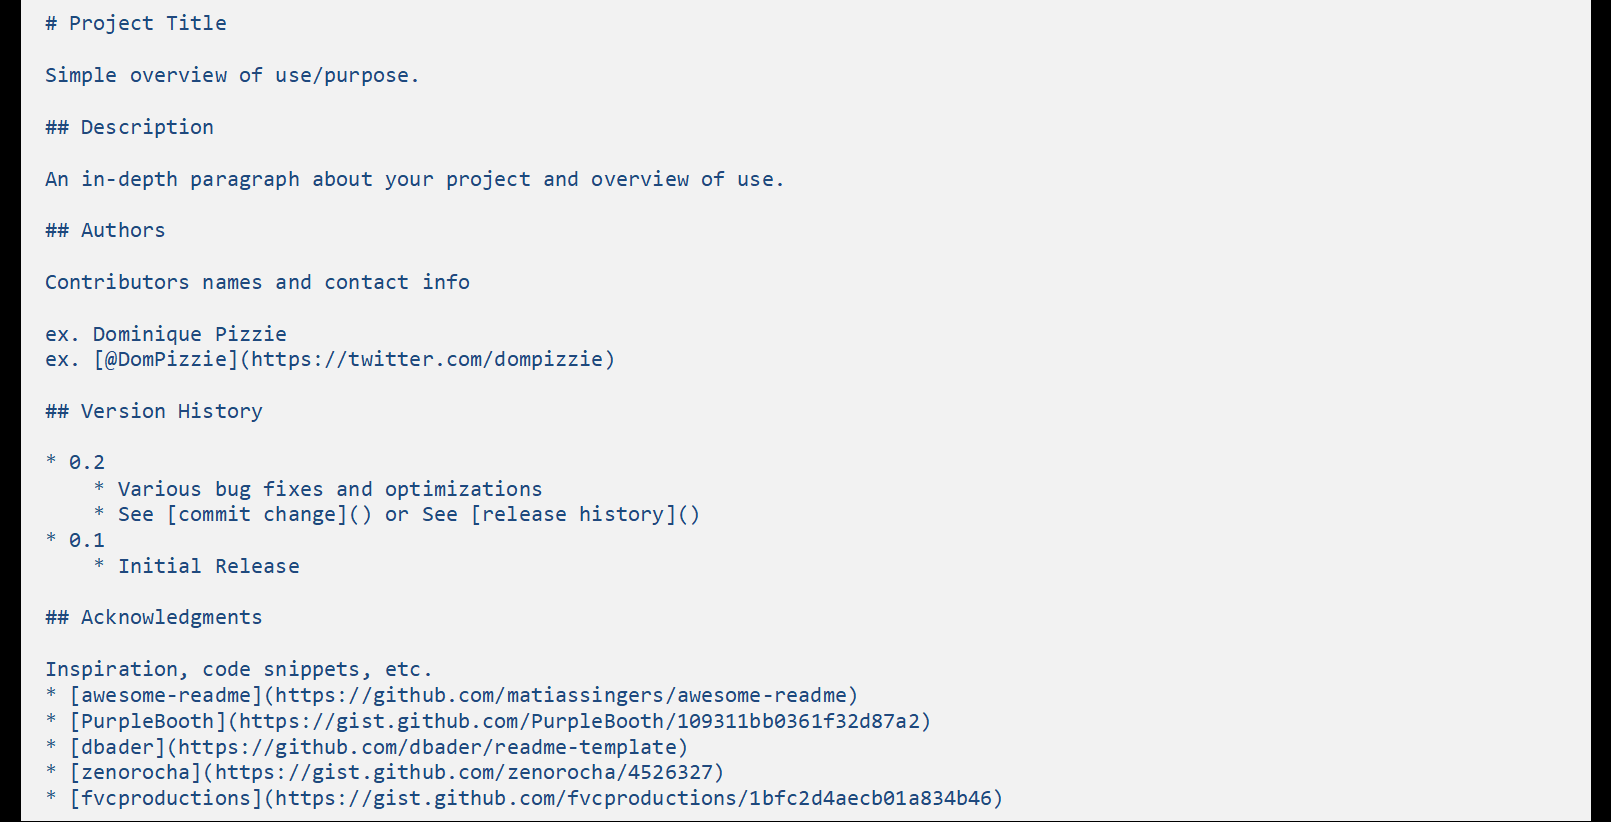 # Project Title
Simple overview of use/purpose.
## Description
An in-depth paragraph about your project and overview of use.
## Authors
Contributors names and contact info
ex. Dominique Pizzie
ex. [@DomPizzie](https://twitter.com/dompizzie)
## Version History
* 0.2
    * Various bug fixes and optimizations
    * See [commit change]() or See [release history]()
* 0.1
    * Initial Release
## Acknowledgments
Inspiration, code snippets, etc.
* [awesome-readme](https://github.com/matiassingers/awesome-readme)
* [PurpleBooth](https://gist.github.com/PurpleBooth/109311bb0361f32d87a2)
* [dbader](https://github.com/dbader/readme-template)
* [zenorocha](https://gist.github.com/zenorocha/4526327)
* [fvcproductions](https://gist.github.com/fvcproductions/1bfc2d4aecb01a834b46)